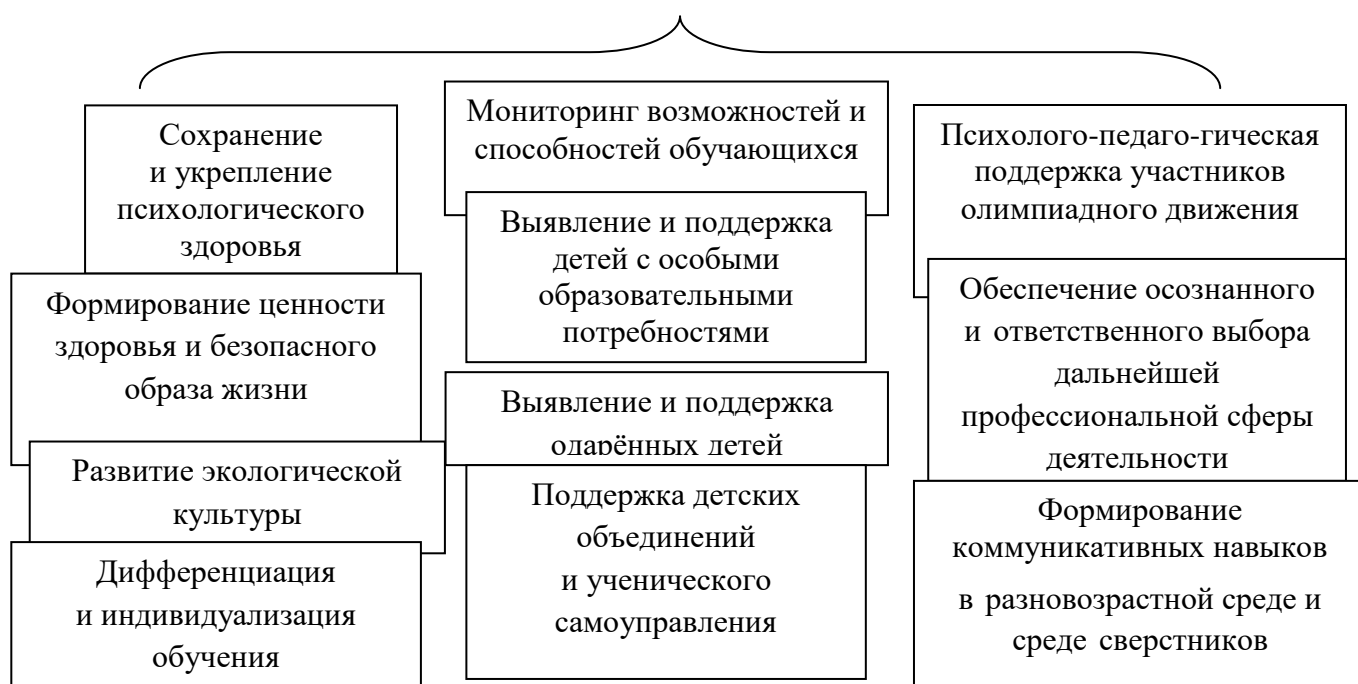 Сохранение
и укрепление
психологического
здоровья
Формирование ценности
здоровья и безопасного
образа жизни
Развитие экологической
культуры
Дифференциация
и индивидуализация
обучения
Мониторинг возможностей и
способностей обучающихся
Выявление и поддержка
детей с особыми
образовательными
потребностями
Выявление и поддержка
одарённых детей
Поддержка детских
объединений
и ученического
самоуправления
Психолого-педаго-гическая
поддержка участников
олимпиадного движения
Обеспечение осознанного
и ответственного выбора
дальнейшей
профессиональной сферы
деятельности
Формирование
коммуникативных навыков
в разновозрастной среде и
среде сверстников